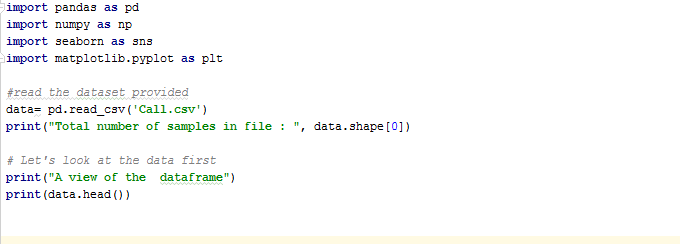 import pandas as pd
import numpy as np
import seaborn as sns
import matplotlib.pyplot as plt
#read the dataset provided
data= pd.read_csv('Call.csv')
print("Total number of samples in file : ", data.shape[0])
# Let's look at the data first
print("A view of the  dataframe")
print(data.head())